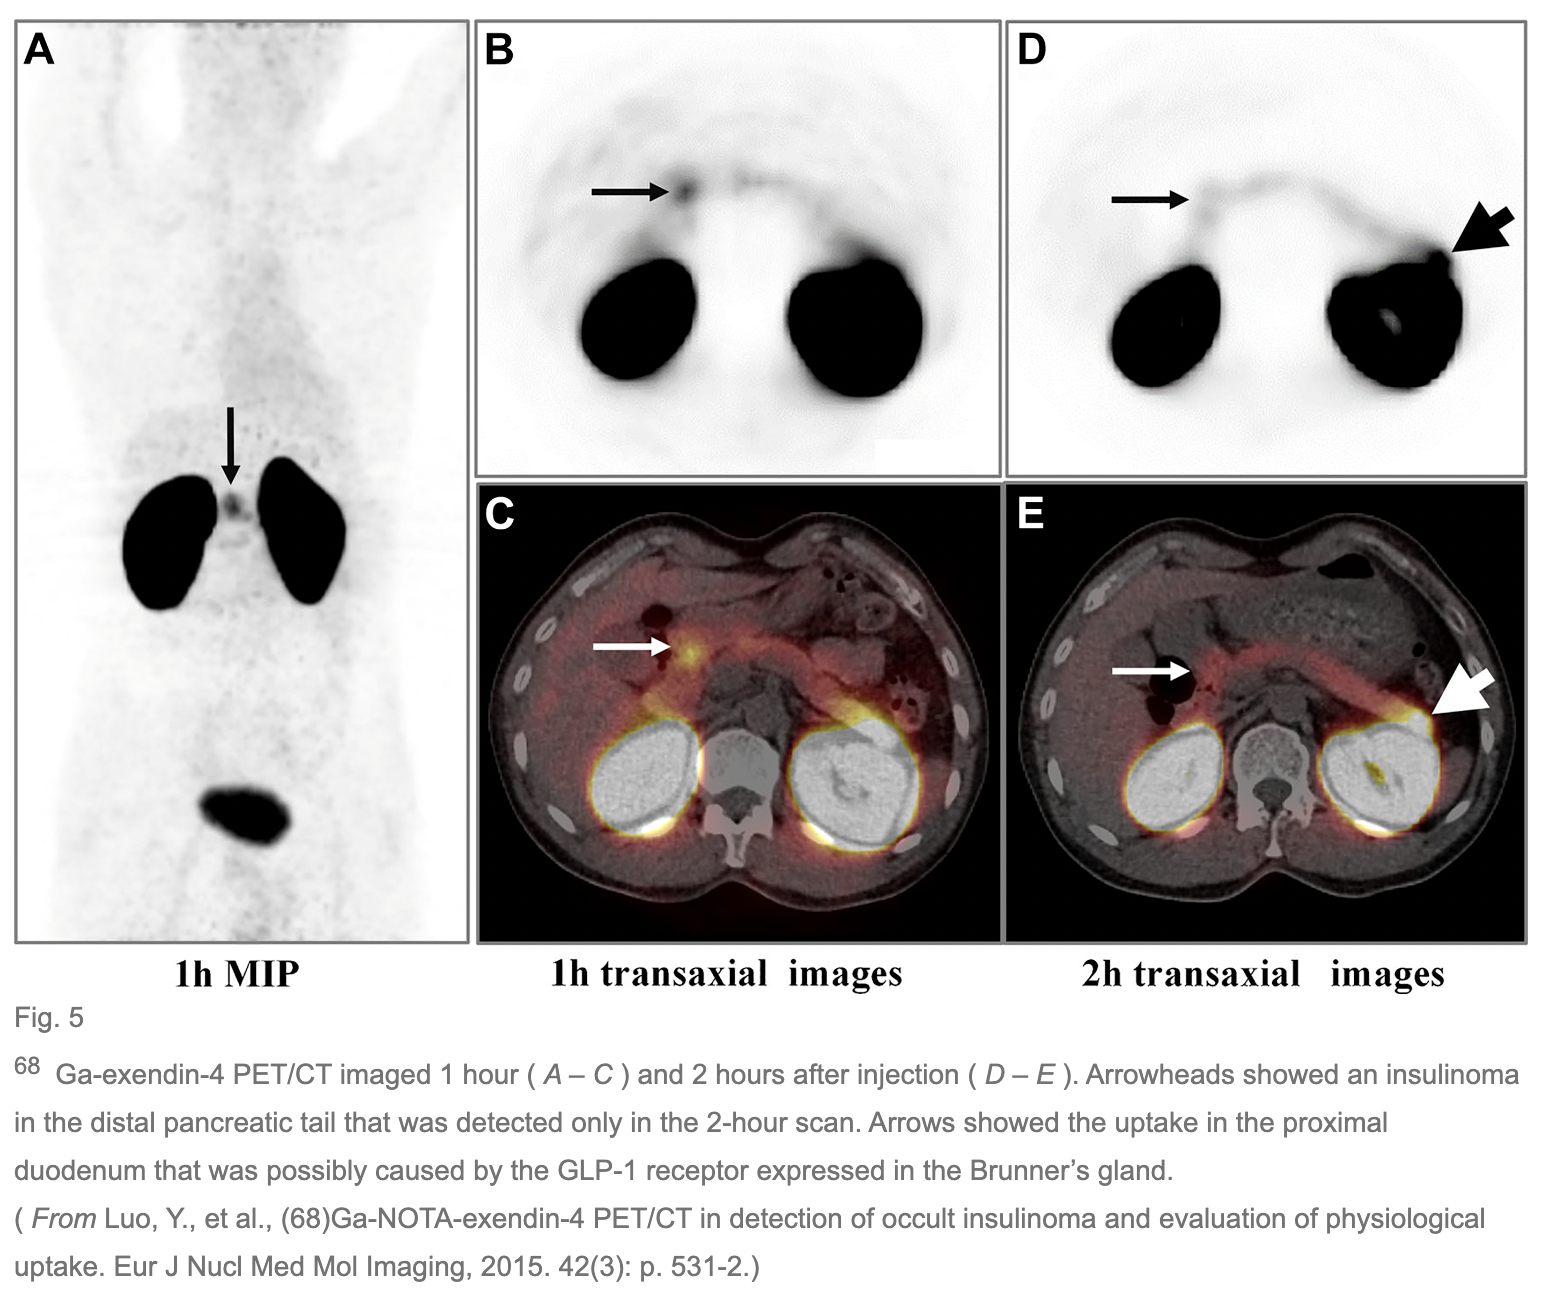 A
B
D
C
E
1h MIP
1h transaxial images
2h transaxial images
Fig. 5
68 Ga-exendin-4 PET/CT imaged 1 hour ( A – C ) and 2 hours after injection ( D – E ). Arrowheads showed an insulinoma
in the distal pancreatic tail that was detected only in the 2-hour scan. Arrows showed the uptake in the proximal
duodenum that was possibly caused by the GLP-1 receptor expressed in the Brunner’s gland.
( From Luo, Y., et al., (68)Ga-NOTA-exendin-4 PET/CT in detection of occult insulinoma and evaluation of physiological
uptake. Eur J Nucl Med Mol Imaging, 2015. 42(3): p. 531-2.)